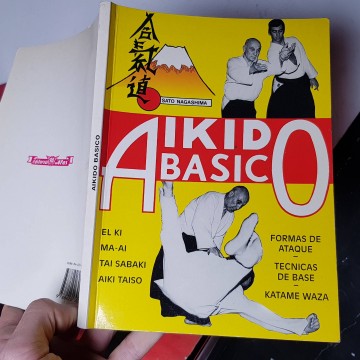 合気道
SATO NAGASHIMA
AIKIDO
BASICO
EL KI
MA-AI
TAI SABAKI
AIKI TAISO
FORMAS DE
ATAQUE
–
TECNICAS
DE BASE
–
KATAME WAZA
AIKIDO BASICO